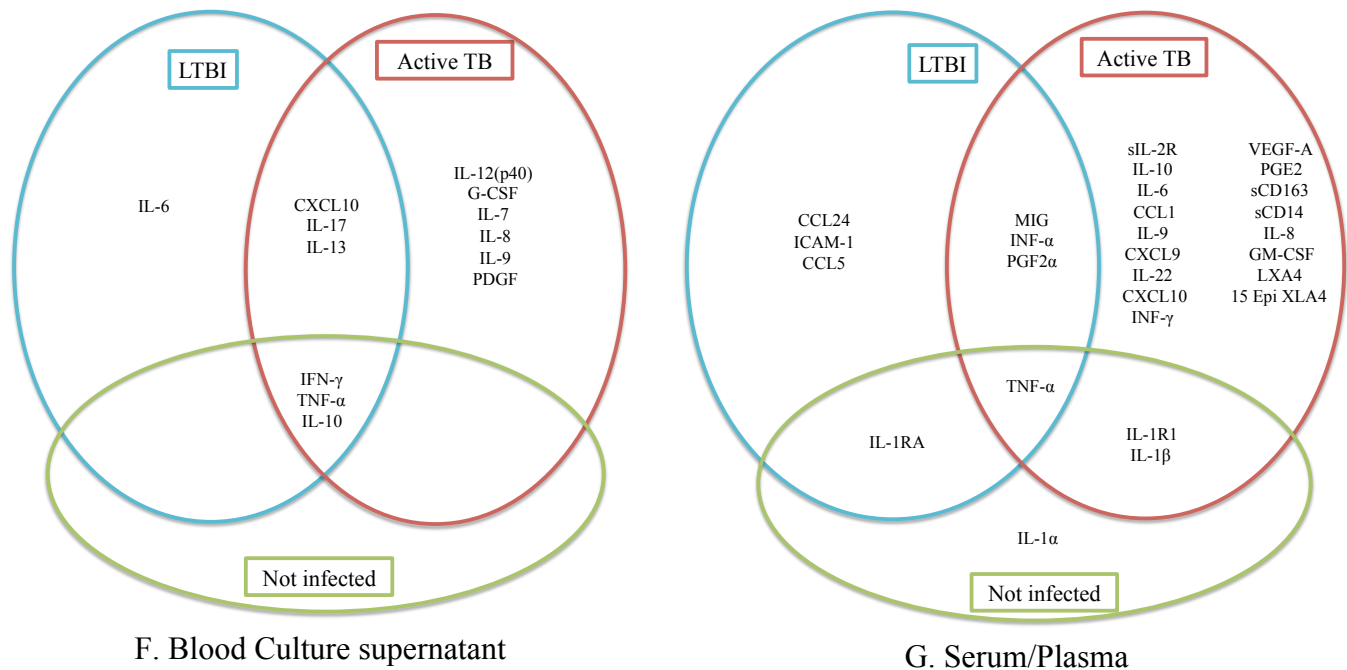 LTBI
Active TB
IL-6
CXCL10
IL-17
IL-13
IL-12(p40)
G-CSF
IL-7
IL-8
IL-9
PDGF
IFN-γ
TNF-α
IL-10
Not infected
F. Blood Culture supernatant
LTBI
Active TB
CCL24
ICAM-1
CCL5
MIG
INF-α
PGF2α
sIL-2R
IL-10
IL-6
CCL1
IL-9
CXCL9
IL-22
CXCL10
INF-γ
VEGF-A
PGE2
sCD163
sCD14
IL-8
GM-CSF
LXA4
15 Epi XLA4
TNF-α
IL-1RA
IL-1R1
IL-1β
IL-1α
Not infected
G. Serum/Plasma